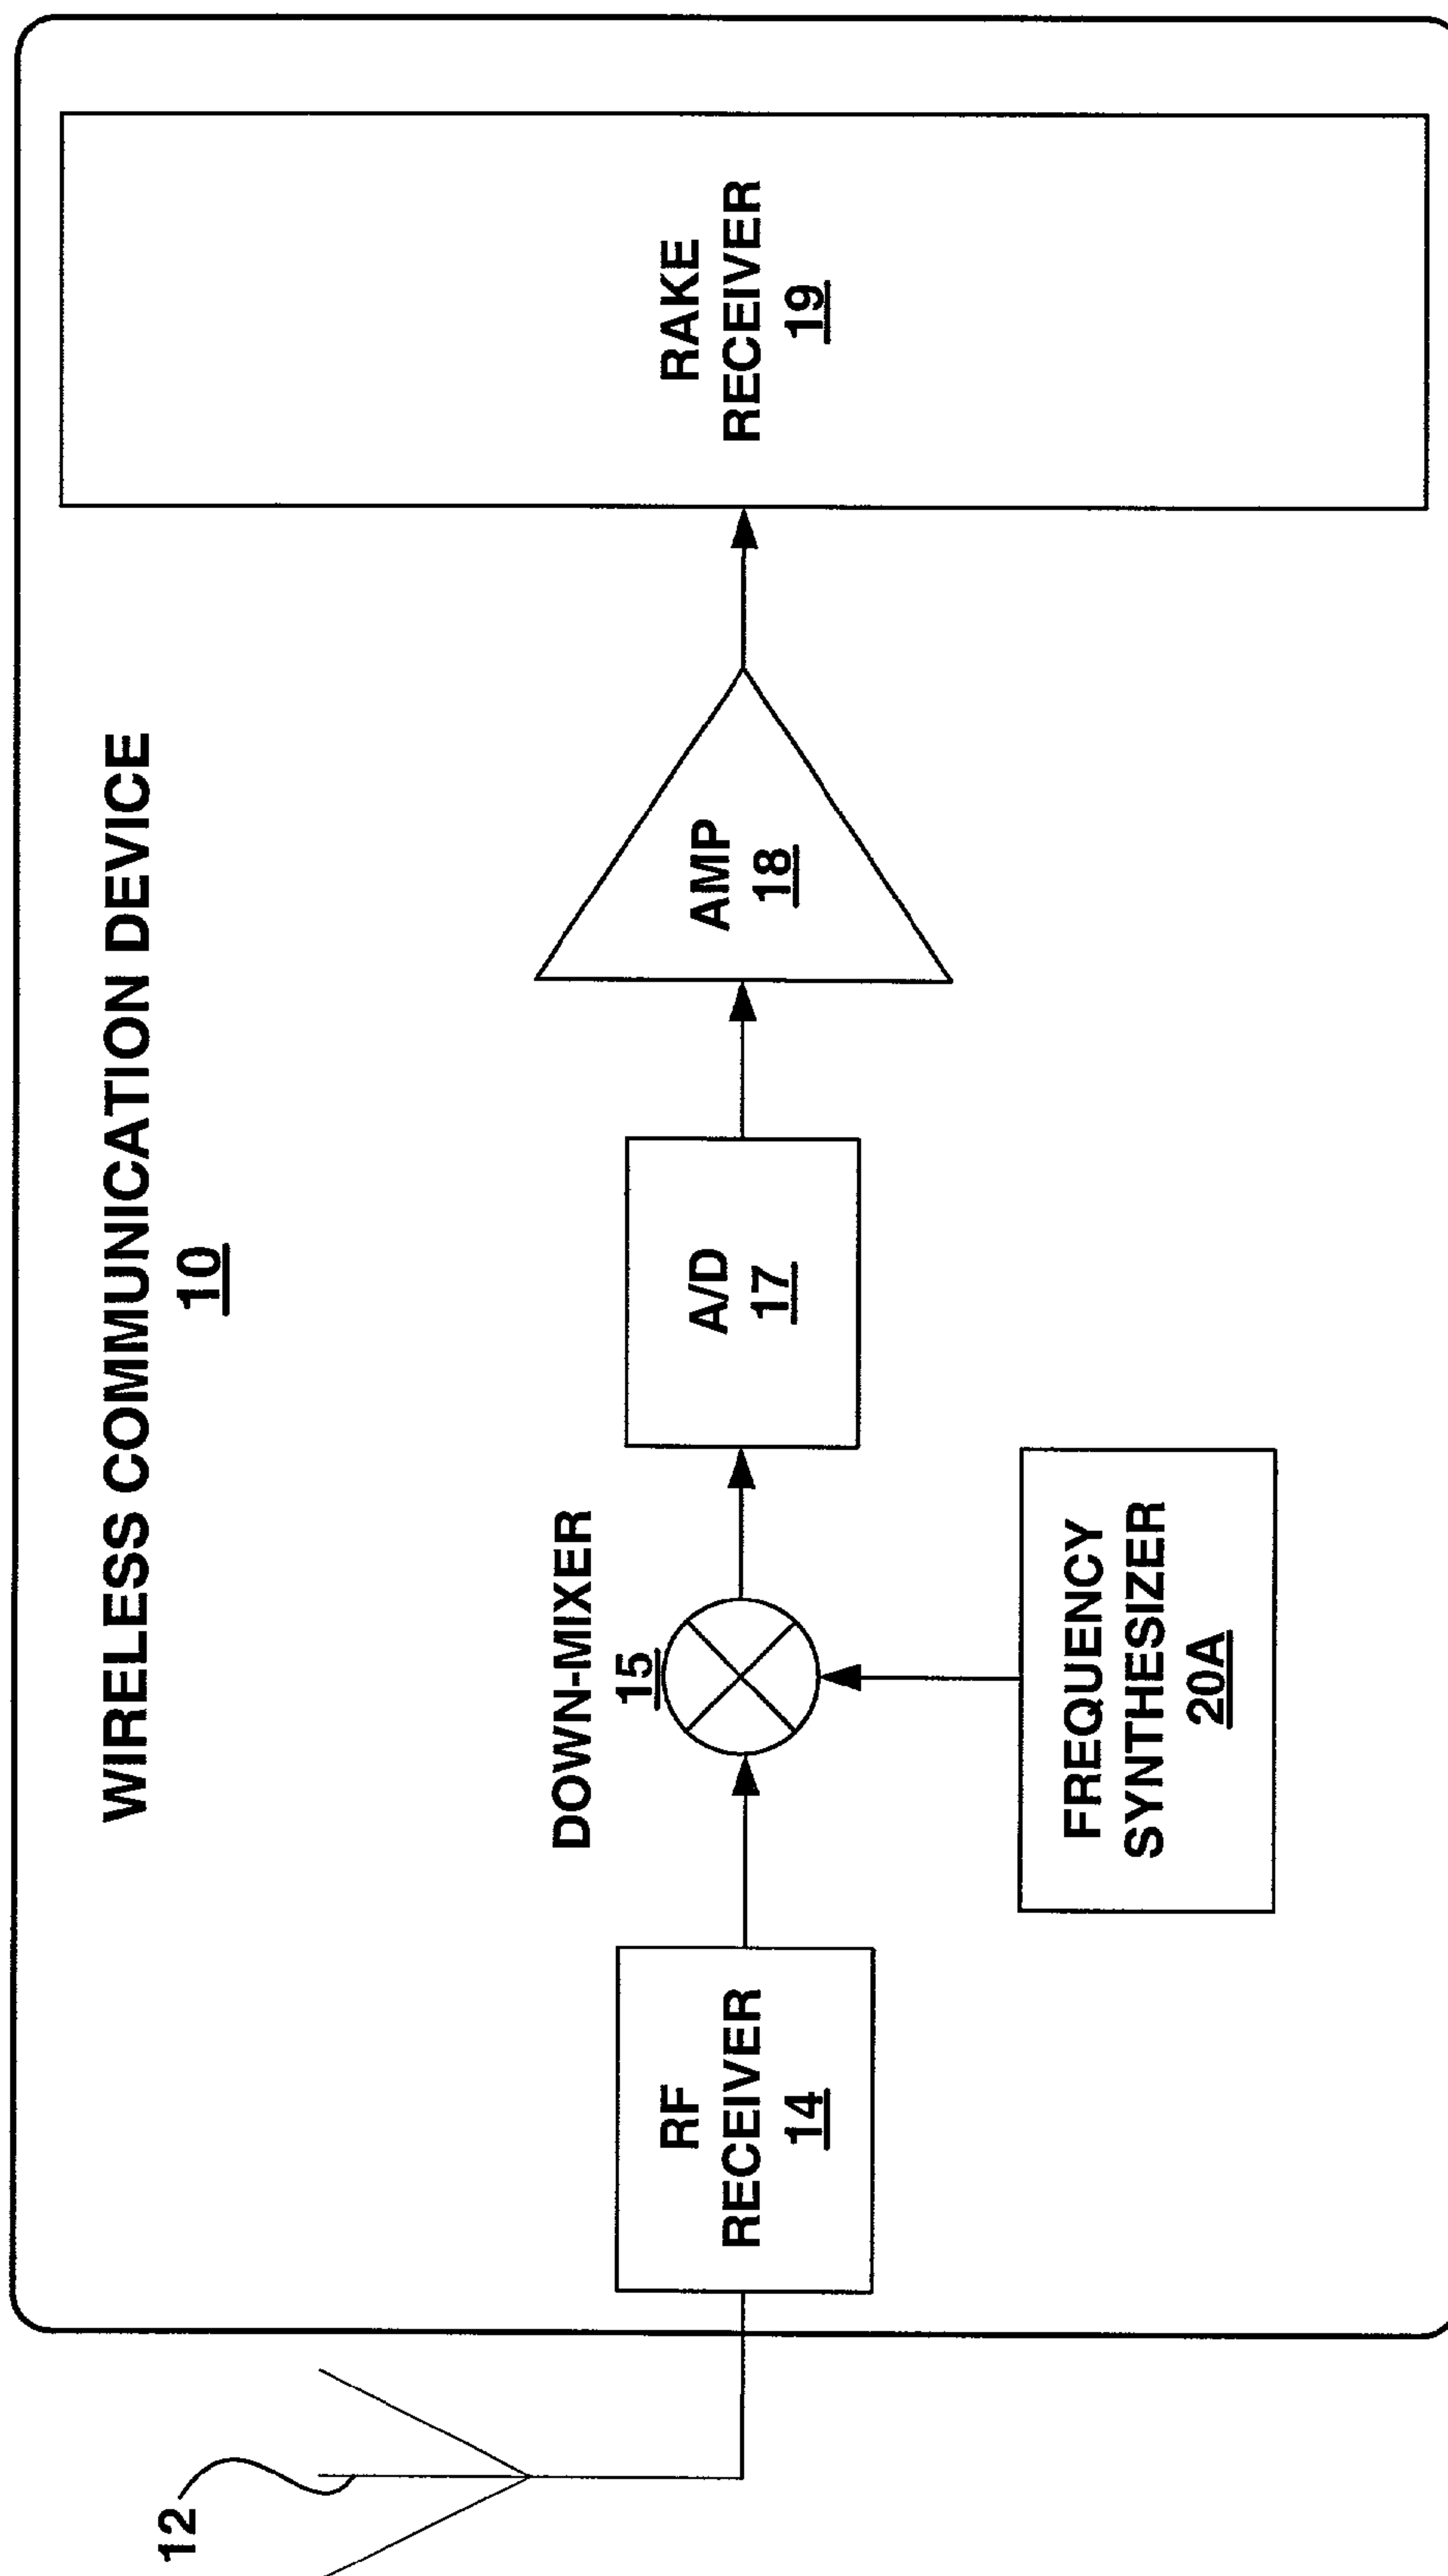 WIRELESS COMMUNICATION DEVICE
10
12
RF
RECEIVER
14
DOWN-MIXER
15
FREQUENCY
SYNTHESIZER
20A
A/D
17
AMP
18
RAKE
RECEIVER
19